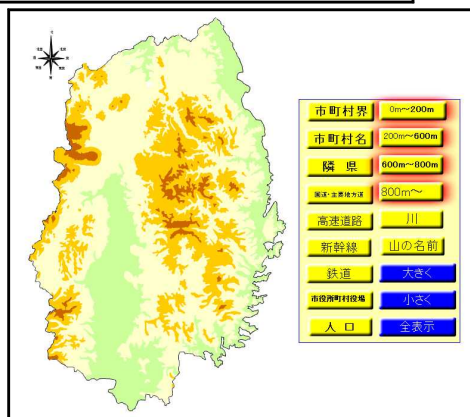 市町村界 0m～200m
市町村名 200m～600m
隣 県 600m～800m
国道・主要地方道 800m～
高速道路 川
新幹線 山の名前
鉄道 大きく
市役所町村役場 小さく
人 口 全表示